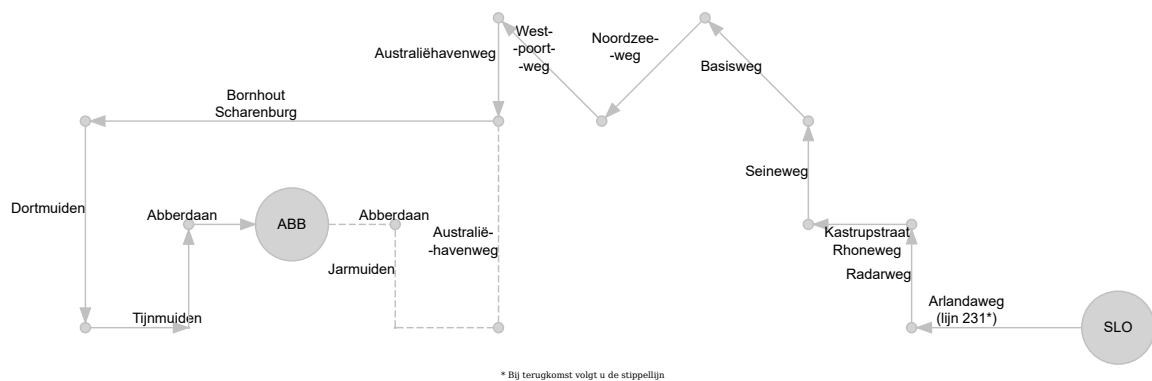 West-
-poort-
-weg
Noordzee-
-weg
Australiëhavenweg
Basisweg
Bornhout
Scharenburg
Seineweg
Dortmuiden
Abberdaan
ABB
Abberdaan
Australië-
-havenweg
Kastrupstraat
Rhoneweg
Jarmuiden
Radarweg
Tijnmuiden
Arlandaweg
(lijn 231*)
SLO
* Bij terugkomst volgt u de stippellijn